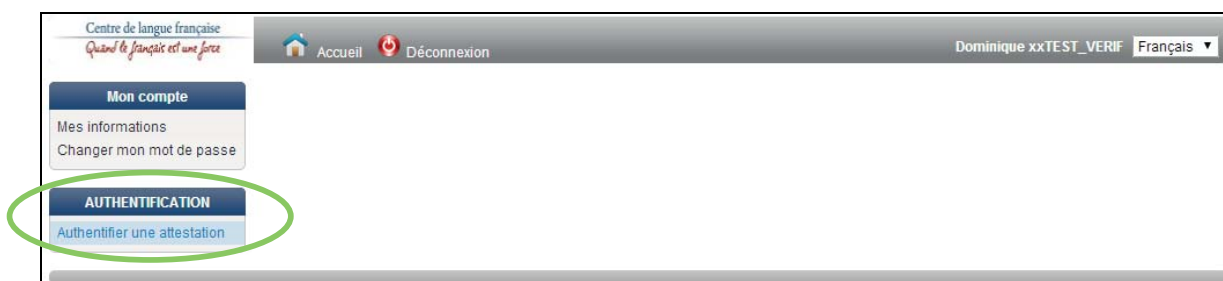 Centre de langue française
Quand le français est une force
Accueil Déconnexion
Dominique xxTEST_VERIF Français
Mon compte
Mes informations
Changer mon mot de passe
AUTHENTIFICATION
Authentifier une attestation